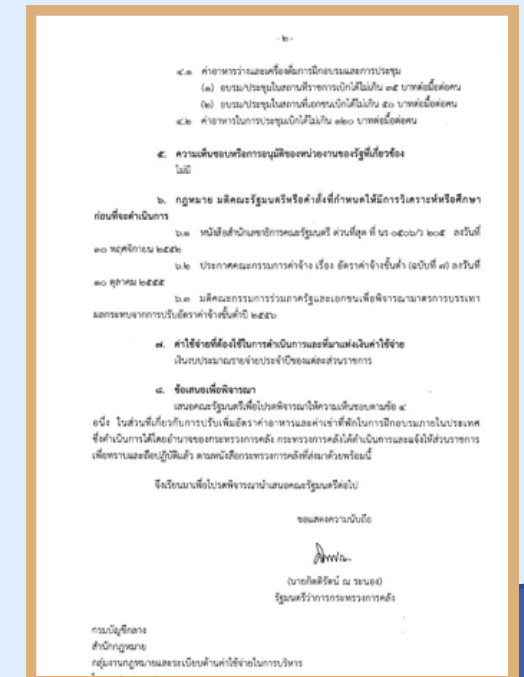 - ๒ -
๔.๑ ค่าอาหารว่างและเครื่องดื่มการฝึกอบรมและการประชุม
(๑) อบรม/ประชุมในสถานที่ราชการเบิกได้ไม่เกิน ๓๕ บาทต่อมื้อต่อคน
(๒) อบรม/ประชุมในสถานที่เอกชนเบิกได้ไม่เกิน ๕๐ บาทต่อมื้อต่อคน
๔.๒ ค่าอาหารในการประชุมเบิกได้ไม่เกิน ๑๒๐ บาทต่อมื้อต่อคน
๕. ความเห็นชอบหรือการอนุมัติของหน่วยงานของรัฐที่เกี่ยวข้อง
ไม่มี
๖. กฎหมาย มติคณะรัฐมนตรีหรือคำสั่งที่กำหนดให้มีการวิเคราะห์หรือศึกษา
ก่อนที่จะดำเนินการ
๖.๑ หนังสือสำนักเลขาธิการคณะรัฐมนตรี ด่วนที่สุด ที่ นร ๐๕๐๖/ว ๒๐๕ ลงวันที่
๓๐ พฤศจิกายน ๒๕๕๒
๖.๒ ประกาศคณะกรรมการค่าจ้าง เรื่อง อัตราค่าจ้างขั้นต่ำ (ฉบับที่ ๗) ลงวันที่
๑๐ ตุลาคม ๒๕๕๕
๖.๓ มติคณะกรรมการร่วมภาครัฐและเอกชนเพื่อพิจารณามาตรการบรรเทา
ผลกระทบจากการปรับอัตราค่าจ้างขั้นต่ำปี ๒๕๕๖
๗. ค่าใช้จ่ายที่ต้องใช้ในการดำเนินการและที่มาแห่งเงินค่าใช้จ่าย
เงินงบประมาณรายจ่ายประจำปีของแต่ละส่วนราชการ
๘. ข้อเสนอเพื่อพิจารณา
เสนอคณะรัฐมนตรีเพื่อโปรดพิจารณาให้ความเห็นชอบตามข้อ ๔
อนึ่ง ในส่วนที่เกี่ยวกับการปรับเพิ่มอัตราค่าอาหารและค่าเช่าที่พักในการฝึกอบรมภายในประเทศ
ซึ่งดำเนินการได้โดยอำนาจของกระทรวงการคลัง กระทรวงการคลังได้ดำเนินการและแจ้งให้ส่วนราชการ
เพื่อทราบและถือปฏิบัติแล้ว ตามหนังสือกระทรวงการคลังที่ส่งมาด้วยพร้อมนี้
จึงเรียนมาเพื่อโปรดพิจารณานำเสนอคณะรัฐมนตรีต่อไป
ขอแสดงความนับถือ
(นายกิตติรัตน์ ณ ระนอง)
รัฐมนตรีว่าการกระทรวงการคลัง
กรมบัญชีกลาง
สำนักกฎหมาย
กลุ่มงานกฎหมายและระเบียบด้านค่าใช้จ่ายในการบริหาร